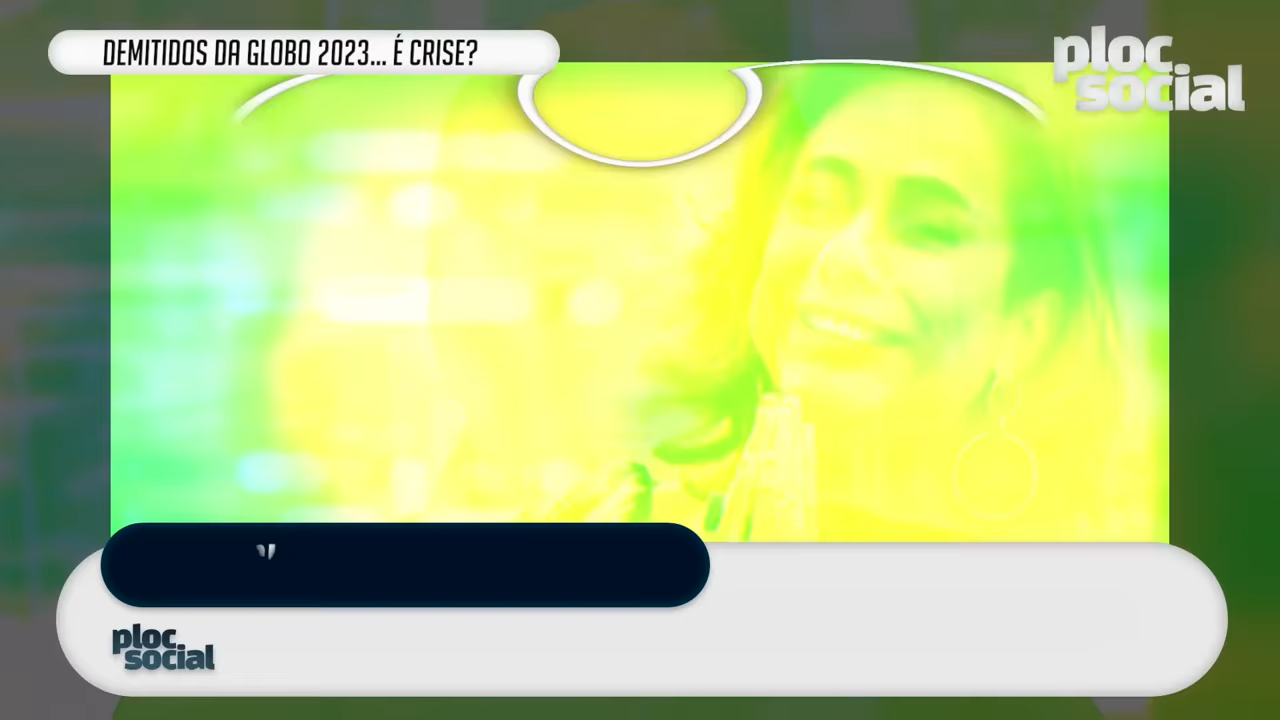 DEMITIDOS DA GLOBO 2023... É CRISE?
ploc
social
"
ploc
social